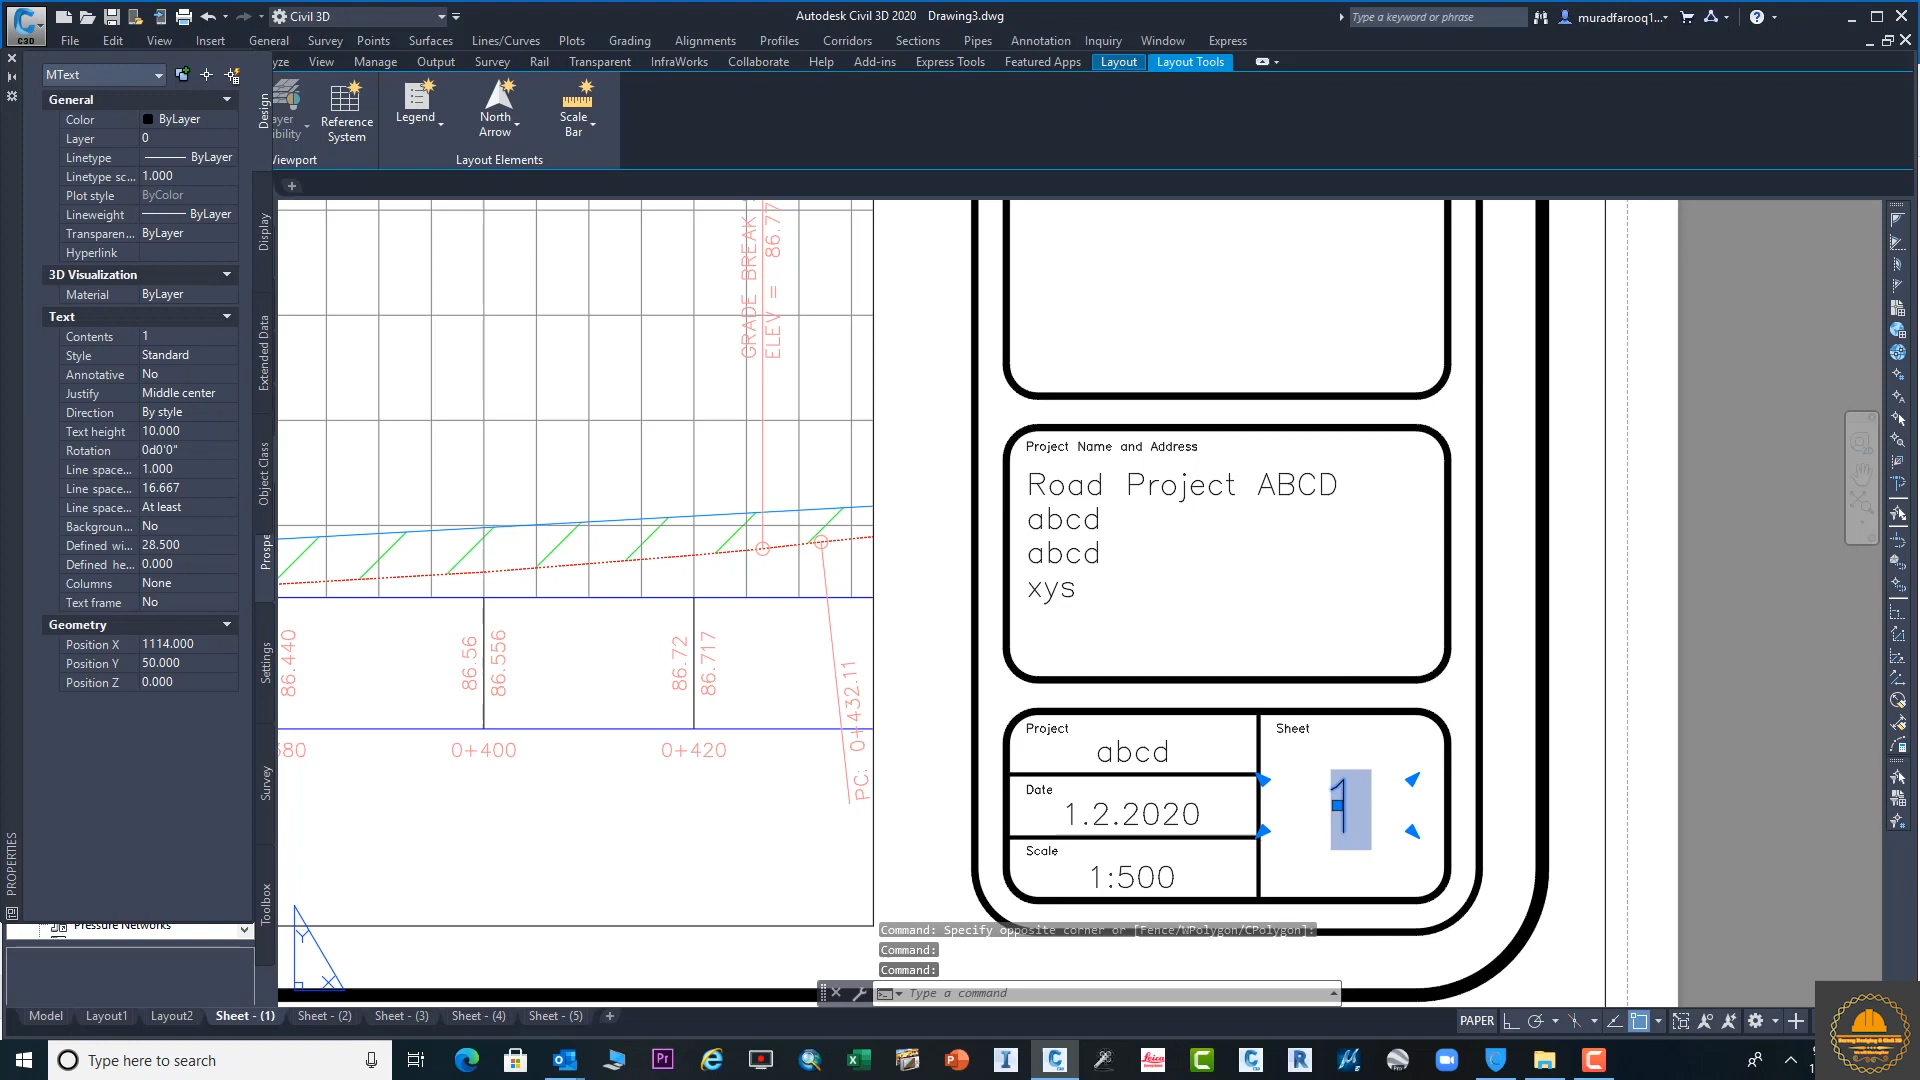 Civil 3D
Autodesk Civil 3D 2020 Drawing3.dwg
Type a keyword or phrase
muradfarooq1...
C3D
File Edit View Insert General Survey Points Surfaces Lines/Curves Plots Grading Alignments Profiles Corridors Sections Pipes Annotation Inquiry Window Express
View Manage Output Survey Rail Transparent InfraWorks Collaborate Help Add-ins Express Tools Featured Apps Layout Layout Tools
MText
Reference System
Legend
North Arrow
Scale Bar
Layout Elements
General
Color ByLayer
Layer 0
Linetype ByLayer
Linetype sc... 1.000
Plot style ByColor
Lineweight ByLayer
Transparen... ByLayer
Hyperlink
3D Visualization
Material ByLayer
Text
Contents 1
Style Standard
Annotative No
Justify Middle center
Direction By style
Text height 10.000
Rotation 0d0'0"
Line space... 1.000
Line space... 16.667
Line space... At least
Backgroun... No
Defined wi... 28.500
Defined he... 0.000
Columns None
Text frame No
Geometry
Position X 1114.000
Position Y 50.000
Position Z 0.000
Design
Display
Extended Data
Object Class
Prospe
Settings
Survey
Toolbox
PROPERTIES
Pressure Networks
GRADE BREAK
ELEV = 86.77
86.440
86.56
86.556
86.72
86.717
PC: 0+432.11
0+400
0+420
Y
X
Project Name and Address
Road Project ABCD
abcd
abcd
xys
Project
abcd
Date
1.2.2020
Scale
1:500
Sheet
1
Command: Specify opposite corner or [Fence/WPolygon/CPolygon]:
Command:
Command:
Type a command
Model Layout1 Layout2 Sheet - (1) Sheet - (2) Sheet - (3) Sheet - (4) Sheet - (5)
PAPER
Type here to search